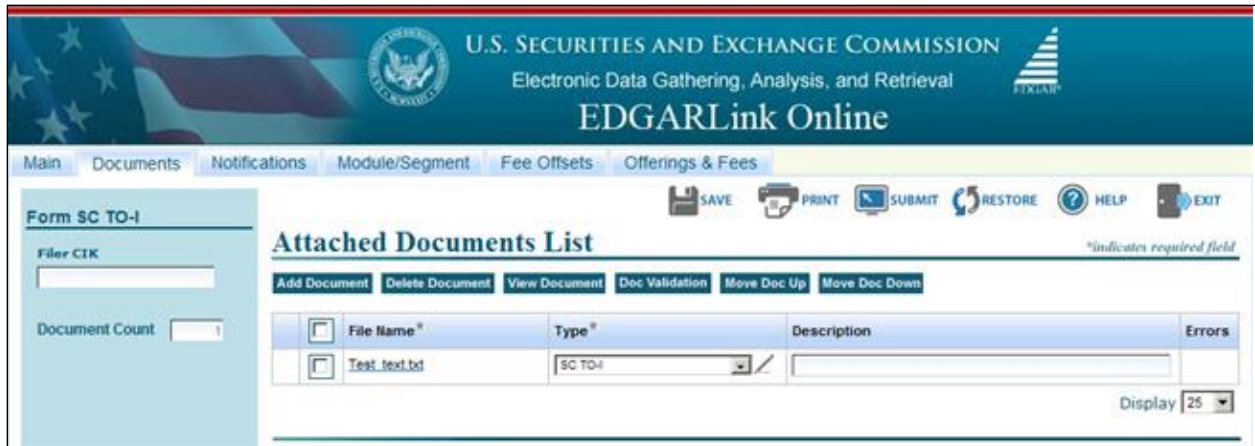 U.S. SECURITIES AND EXCHANGE COMMISSION
Electronic Data Gathering, Analysis, and Retrieval
EDGAR
EDGARLink Online
Main Documents Notifications Module/Segment Fee Offsets Offerings & Fees
SAVE PRINT SUBMIT RESTORE ? HELP EXIT
Form SC TO-I
Attached Documents List
*indicates required field
Filer CIK
Add Document Delete Document View Document Doc Validation Move Doc Up Move Doc Down
Document Count 1
File Name* Type* Description Errors
Test_text.txt SC TO-I
Display 25